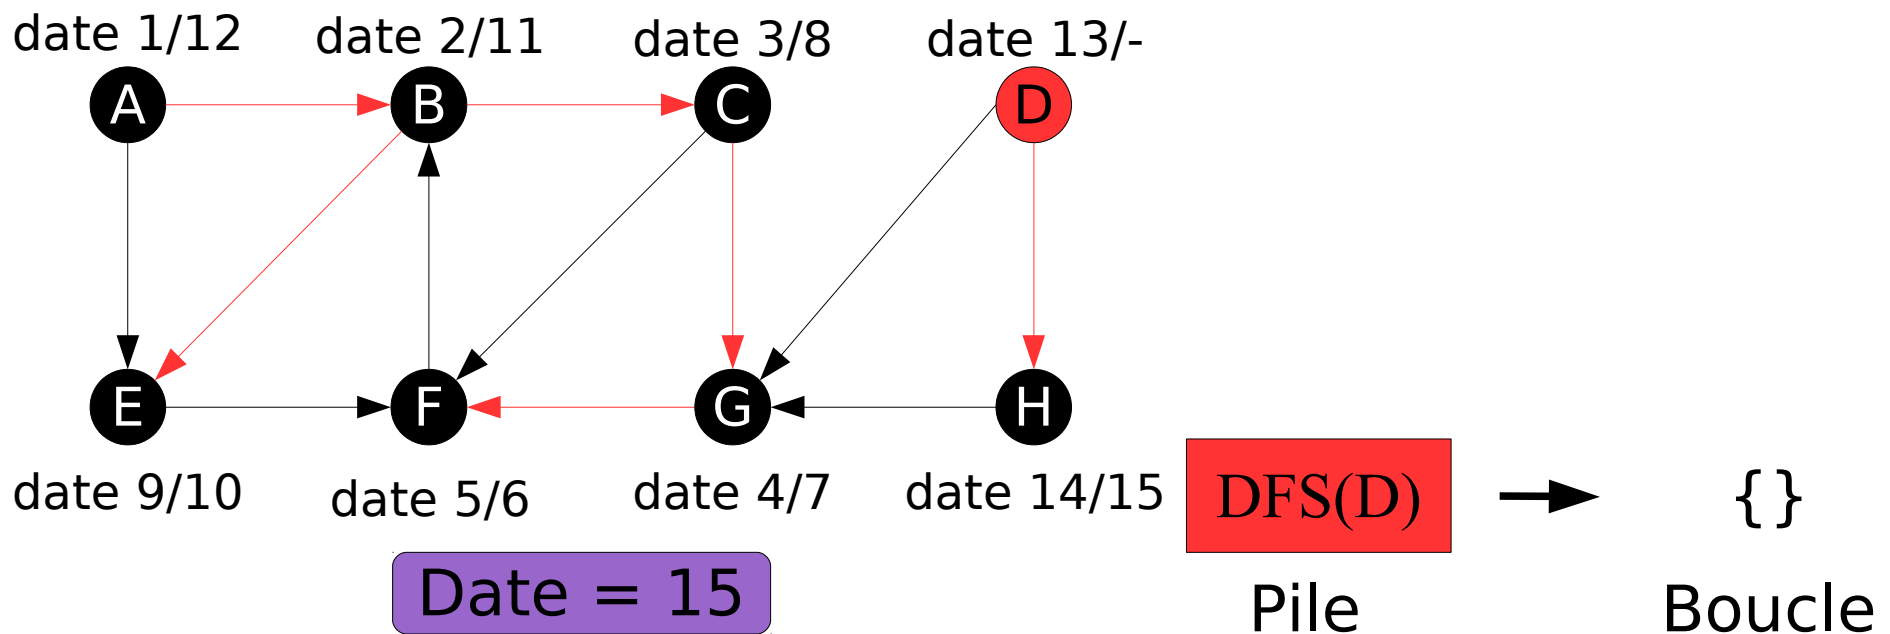 date 1/12 date 2/11 date 3/8 date 13/-
A B C D
E F G H
date 9/10 date 5/6 date 4/7 date 14/15 DFS(D) {}
Date = 15 Pile Boucle